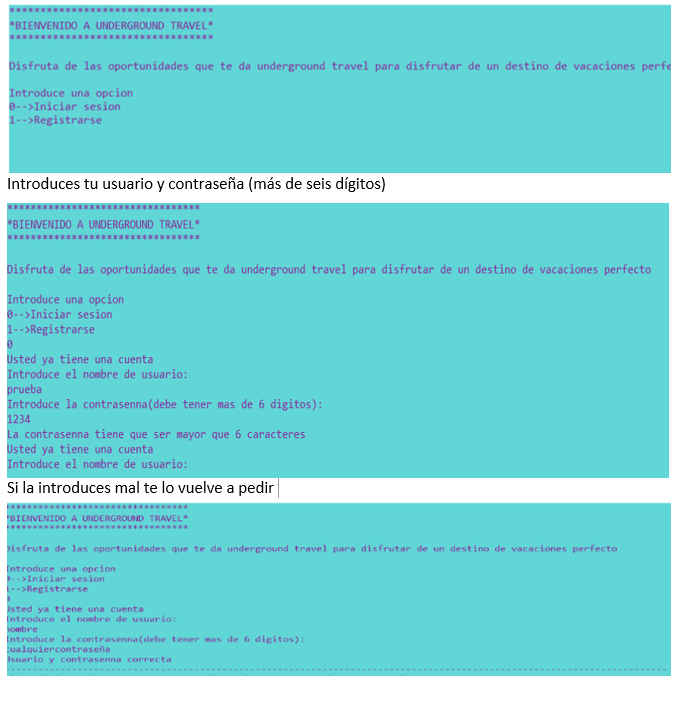 *********************************
*BIENVENIDO A UNDERGROUND TRAVEL*
*********************************
Disfruta de las oportunidades que te da underground travel para disfrutar de un destino de vacaciones perfe
Introduce una opcion
0-->Iniciar sesion
1-->Registrarse
Introduces tu usuario y contraseña (más de seis dígitos)
*********************************
*BIENVENIDO A UNDERGROUND TRAVEL*
*********************************
Disfruta de las oportunidades que te da underground travel para disfrutar de un destino de vacaciones perfecto
Introduce una opcion
0-->Iniciar sesion
1-->Registrarse
0
Usted ya tiene una cuenta
Introduce el nombre de usuario:
prueba
Introduce la contrasenna(debe tener mas de 6 digitos):
1234
La contrasenna tiene que ser mayor que 6 caracteres
Usted ya tiene una cuenta
Introduce el nombre de usuario:
Si la introduces mal te lo vuelve a pedir
*********************************
*BIENVENIDO A UNDERGROUND TRAVEL*
*********************************
Disfruta de las oportunidades que te da underground travel para disfrutar de un destino de vacaciones perfecto
Introduce una opcion
0-->Iniciar sesion
1-->Registrarse
0
Usted ya tiene una cuenta
Introduce el nombre de usuario:
nombre
Introduce la contrasenna(debe tener mas de 6 digitos):
cualquiercontraseña
Usuario y contrasenna correcta